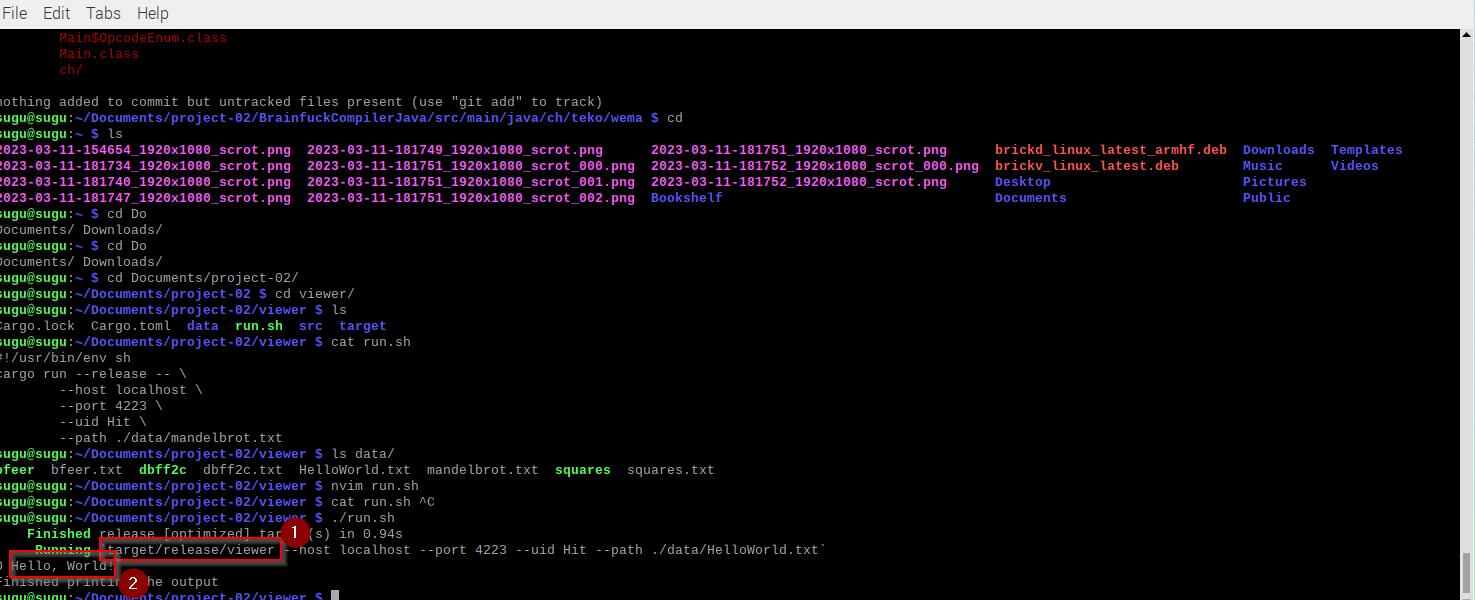 File Edit Tabs Help
Main$OpcodeEnum.class
Main.class
ch/
nothing added to commit but untracked files present (use "git add" to track)
sugu@sugu:~/Documents/project-02/BrainfuckCompilerJava/src/main/java/ch/teko/wema $ cd
sugu@sugu:~ $ ls
2023-03-11-154654_1920x1080_scrot.png 2023-03-11-181749_1920x1080_scrot.png 2023-03-11-181751_1920x1080_scrot.png brickd_linux_latest_armhf.deb Downloads Templates
2023-03-11-181734_1920x1080_scrot.png 2023-03-11-181751_1920x1080_scrot_000.png 2023-03-11-181752_1920x1080_scrot_000.png brickv_linux_latest.deb Music Videos
2023-03-11-181740_1920x1080_scrot.png 2023-03-11-181751_1920x1080_scrot_001.png 2023-03-11-181752_1920x1080_scrot.png Desktop Pictures
2023-03-11-181747_1920x1080_scrot.png 2023-03-11-181751_1920x1080_scrot_002.png Bookshelf Documents Public
sugu@sugu:~ $ cd Do
Documents/ Downloads/
sugu@sugu:~ $ cd Do
Documents/ Downloads/
sugu@sugu:~ $ cd Documents/project-02/
sugu@sugu:~/Documents/project-02 $ cd viewer/
sugu@sugu:~/Documents/project-02/viewer $ ls
Cargo.lock Cargo.toml data run.sh src target
sugu@sugu:~/Documents/project-02/viewer $ cat run.sh
#!/usr/bin/env sh
cargo run --release -- \
--host localhost \
--port 4223 \
--uid Hit \
--path ./data/mandelbrot.txt
sugu@sugu:~/Documents/project-02/viewer $ ls data/
bfeer bfeer.txt dbff2c dbff2c.txt HelloWorld.txt mandelbrot.txt squares squares.txt
sugu@sugu:~/Documents/project-02/viewer $ nvim run.sh
sugu@sugu:~/Documents/project-02/viewer $ cat run.sh ^C
sugu@sugu:~/Documents/project-02/viewer $ ./run.sh
Finished release [optimized] tar (s) in 0.94s
1
Running `target/release/viewer --host localhost --port 4223 --uid Hit --path ./data/HelloWorld.txt`
Hello, World!
2
Finished printin he output
sugu@sugu:~/Documents/project-02/viewer $